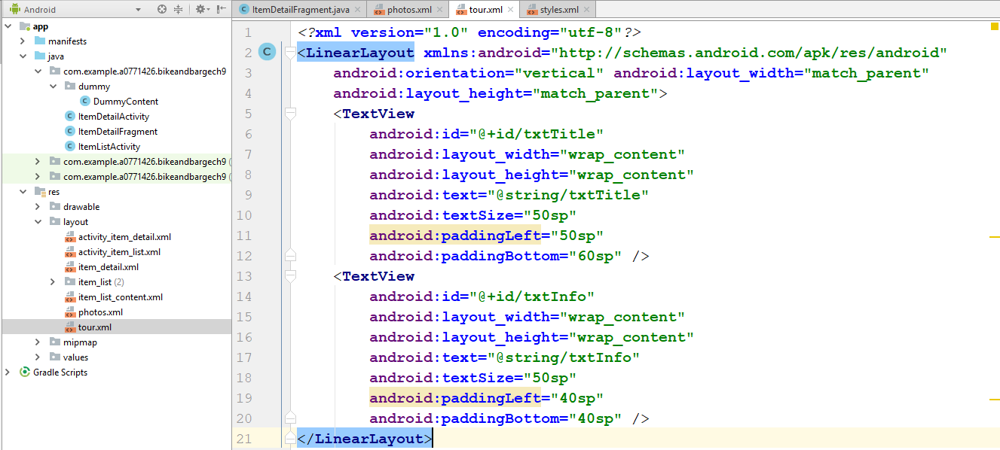 Android
ItemDetailFragment.java
photos.xml
tour.xml
styles.xml
app
manifests
java
com.example.a0771426.bikeandbargech9
dummy
DummyContent
ItemDetailActivity
ItemDetailFragment
ItemListActivity
com.example.a0771426.bikeandbargech9 (
com.example.a0771426.bikeandbargech9 (
res
drawable
layout
activity_item_detail.xml
activity_item_list.xml
item_detail.xml
item_list (2)
item_list_content.xml
photos.xml
tour.xml
mipmap
values
Gradle Scripts
1 <?xml version="1.0" encoding="utf-8"?>
2 <LinearLayout xmlns:android="http://schemas.android.com/apk/res/android"
3 android:orientation="vertical" android:layout_width="match_parent"
4 android:layout_height="match_parent">
5 <TextView
6 android:id="@+id/txtTitle"
7 android:layout_width="wrap_content"
8 android:layout_height="wrap_content"
9 android:text="@string/txtTitle"
10 android:textSize="50sp"
11 android:paddingLeft="50sp"
12 android:paddingBottom="60sp" />
13 <TextView
14 android:id="@+id/txtInfo"
15 android:layout_width="wrap_content"
16 android:layout_height="wrap_content"
17 android:text="@string/txtInfo"
18 android:textSize="50sp"
19 android:paddingLeft="40sp"
20 android:paddingBottom="40sp" />
21 </LinearLayout>